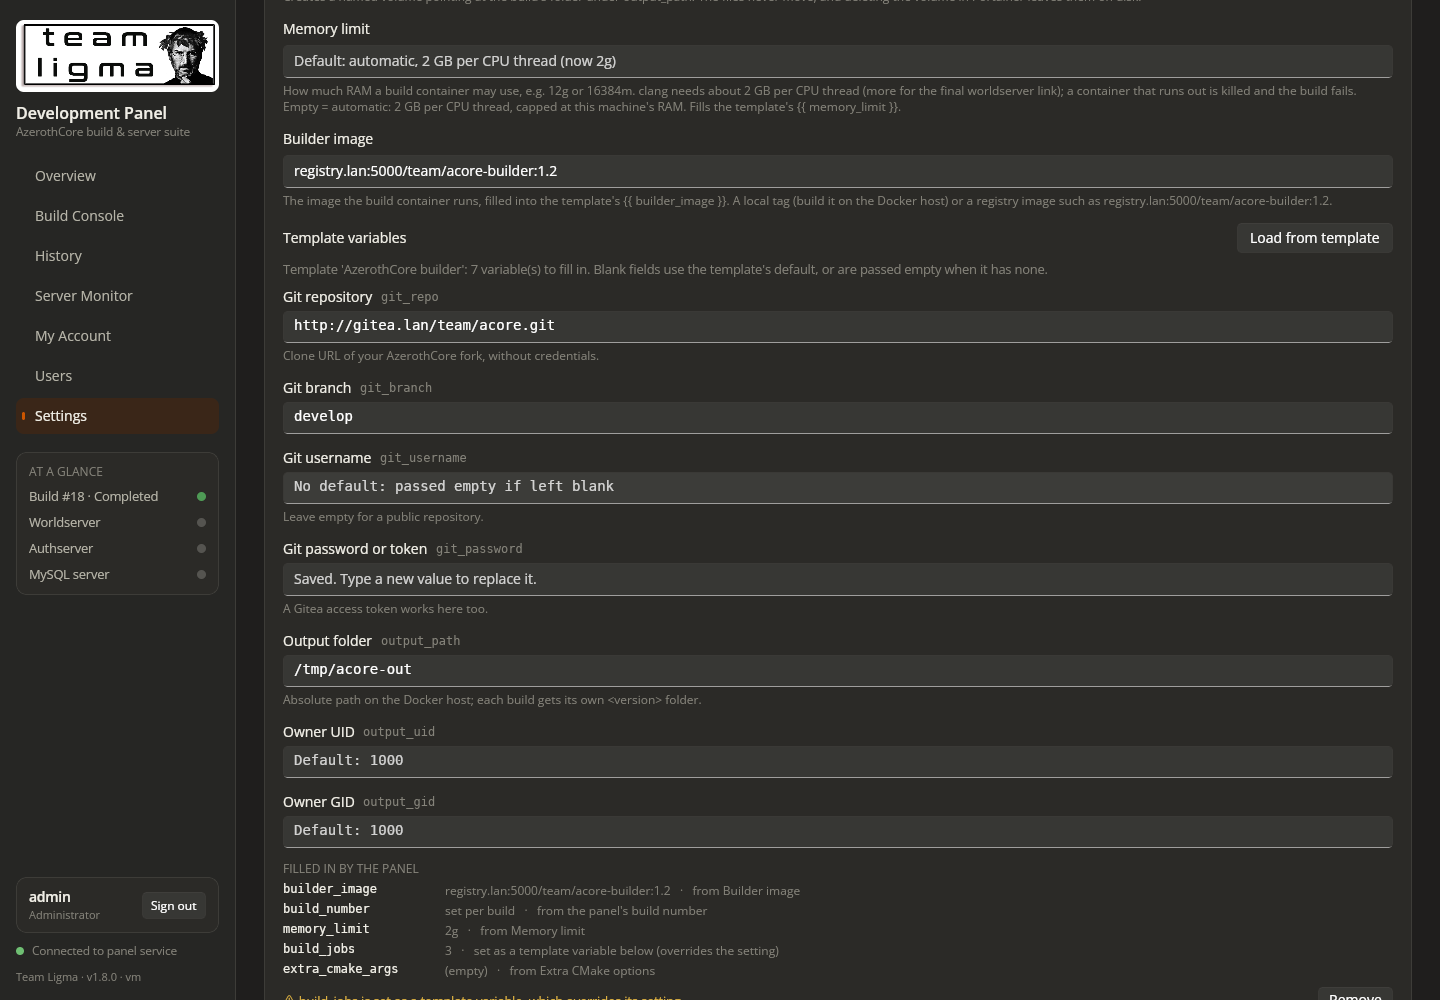 team
ligma
Development Panel
AzerothCore build & server suite
Overview
Build Console
History
Server Monitor
My Account
Users
Settings
AT A GLANCE
Build #18 · Completed
Worldserver
Authserver
MySQL server
admin
Administrator
Sign out
Connected to panel service
Team Ligma · v1.8.0 · vm
Memory limit
Default: automatic, 2 GB per CPU thread (now 2g)
How much RAM a build container may use, e.g. 12g or 16384m. clang needs about 2 GB per CPU thread (more for the final worldserver link); a container that runs out is killed and the build fails.
Empty = automatic: 2 GB per CPU thread, capped at this machine's RAM. Fills the template's {{ memory_limit }}.
Builder image
registry.lan:5000/team/acore-builder:1.2
The image the build container runs, filled into the template's {{ builder_image }}. A local tag (build it on the Docker host) or a registry image such as registry.lan:5000/team/acore-builder:1.2.
Template variables
Load from template
Template 'AzerothCore builder': 7 variable(s) to fill in. Blank fields use the template's default, or are passed empty when it has none.
Git repository git_repo
http://gitea.lan/team/acore.git
Clone URL of your AzerothCore fork, without credentials.
Git branch git_branch
develop
Git username git_username
No default: passed empty if left blank
Leave empty for a public repository.
Git password or token git_password
Saved. Type a new value to replace it.
A Gitea access token works here too.
Output folder output_path
/tmp/acore-out
Absolute path on the Docker host; each build gets its own <version> folder.
Owner UID output_uid
Default: 1000
Owner GID output_gid
Default: 1000
FILLED IN BY THE PANEL
builder_image registry.lan:5000/team/acore-builder:1.2 · from Builder image
build_number set per build · from the panel's build number
memory_limit 2g · from Memory limit
build_jobs 3 · set as a template variable below (overrides the setting)
extra_cmake_args (empty) · from Extra CMake options
build_jobs is set as a template variable, which overrides its setting.
Remove